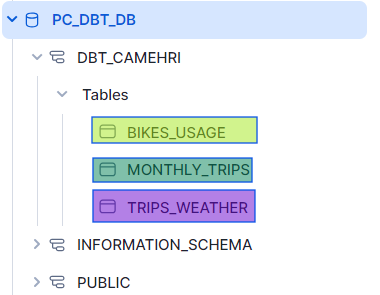 PC_DBT_DB
DBT_CAMEHRI
Tables
BIKES_USAGE
MONTHLY_TRIPS
TRIPS_WEATHER
INFORMATION_SCHEMA
PUBLIC